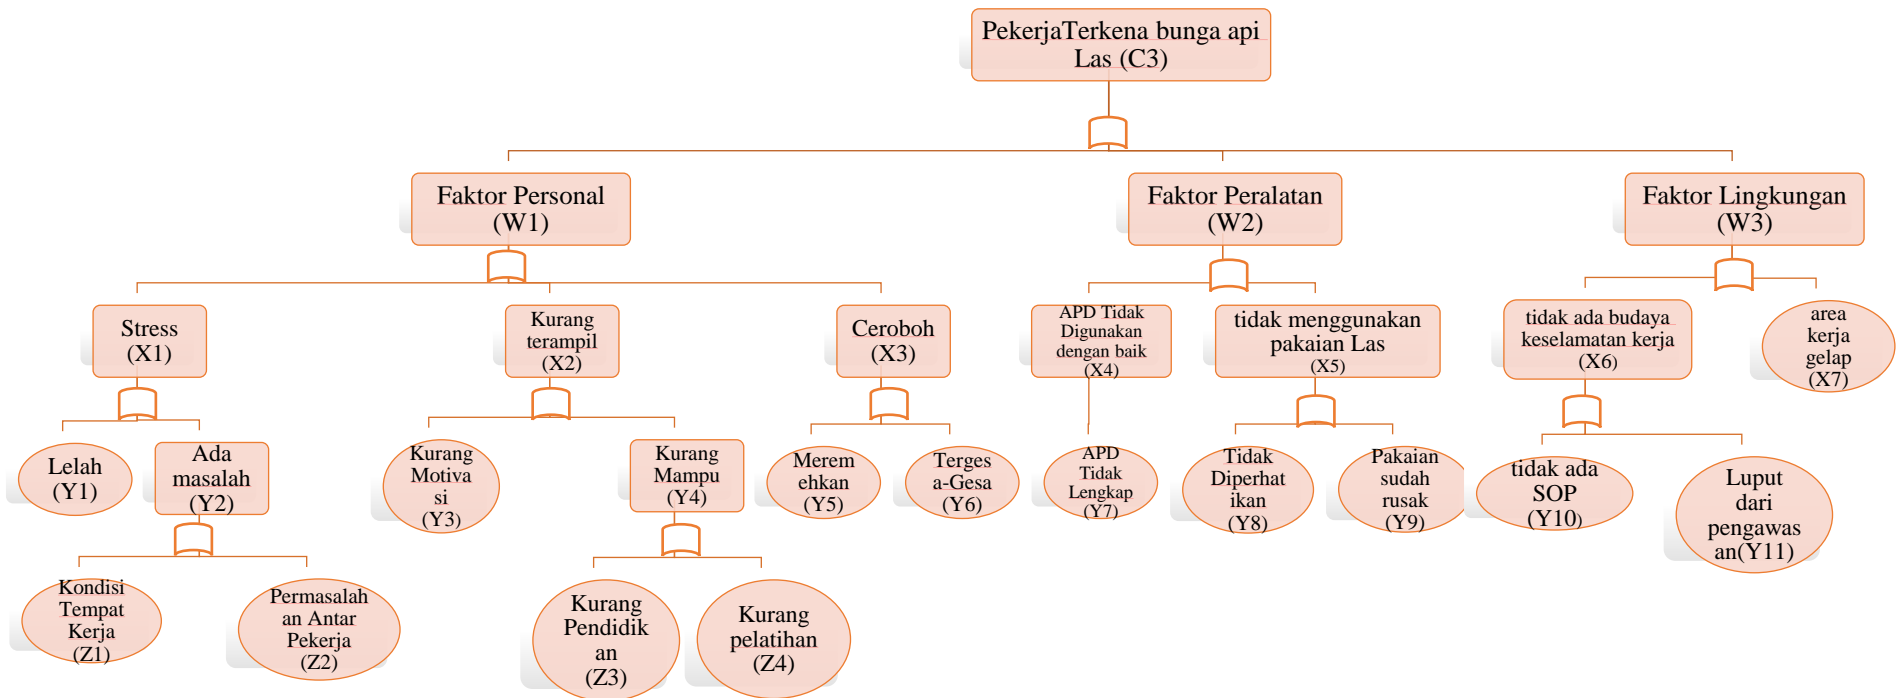 PekerjaTerkena bunga api
Las (C3)
Faktor Personal
(W1)
Faktor Peralatan
(W2)
Faktor Lingkungan
(W3)
Stress
(X1)
Kurang
terampil
(X2)
Ceroboh
(X3)
APD Tidak
Digunakan
dengan baik
(X4)
tidak menggunakan
pakaian Las
(X5)
tidak ada budaya
keselamatan kerja
(X6)
area
kerja
gelap
(X7)
Lelah
(Y1)
Ada
masalah
(Y2)
Kurang
Motiva
si
(Y3)
Kurang
Mampu
(Y4)
Merem
ehkan
(Y5)
Terges
a-Gesa
(Y6)
APD
Tidak
Lengkap
(Y7)
Tidak
Diperhat
ikan
(Y8)
Pakaian
sudah
rusak
(Y9)
tidak ada
SOP
(Y10)
Luput
dari
pengawas
an(Y11)
Kondisi
Tempat
Kerja
(Z1)
Permasalah
an Antar
Pekerja
(Z2)
Kurang
Pendidik
an
(Z3)
Kurang
pelatihan
(Z4)